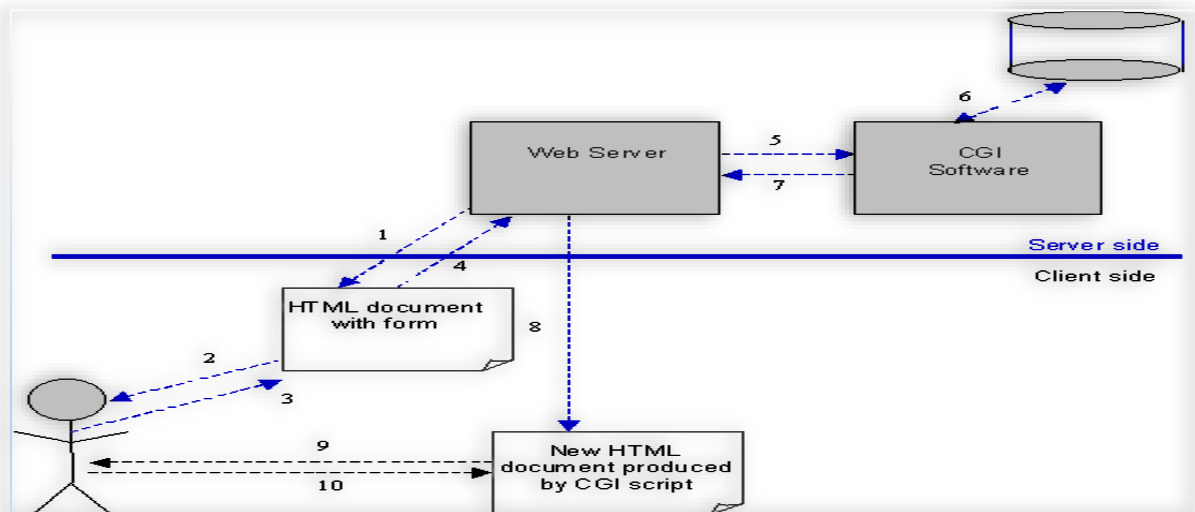 6
Web Server
5
CGI
Software
7
1
Server side
4
Client side
HTML document
with form
8
2
3
9
New HTML
document produced
by CGI script
10